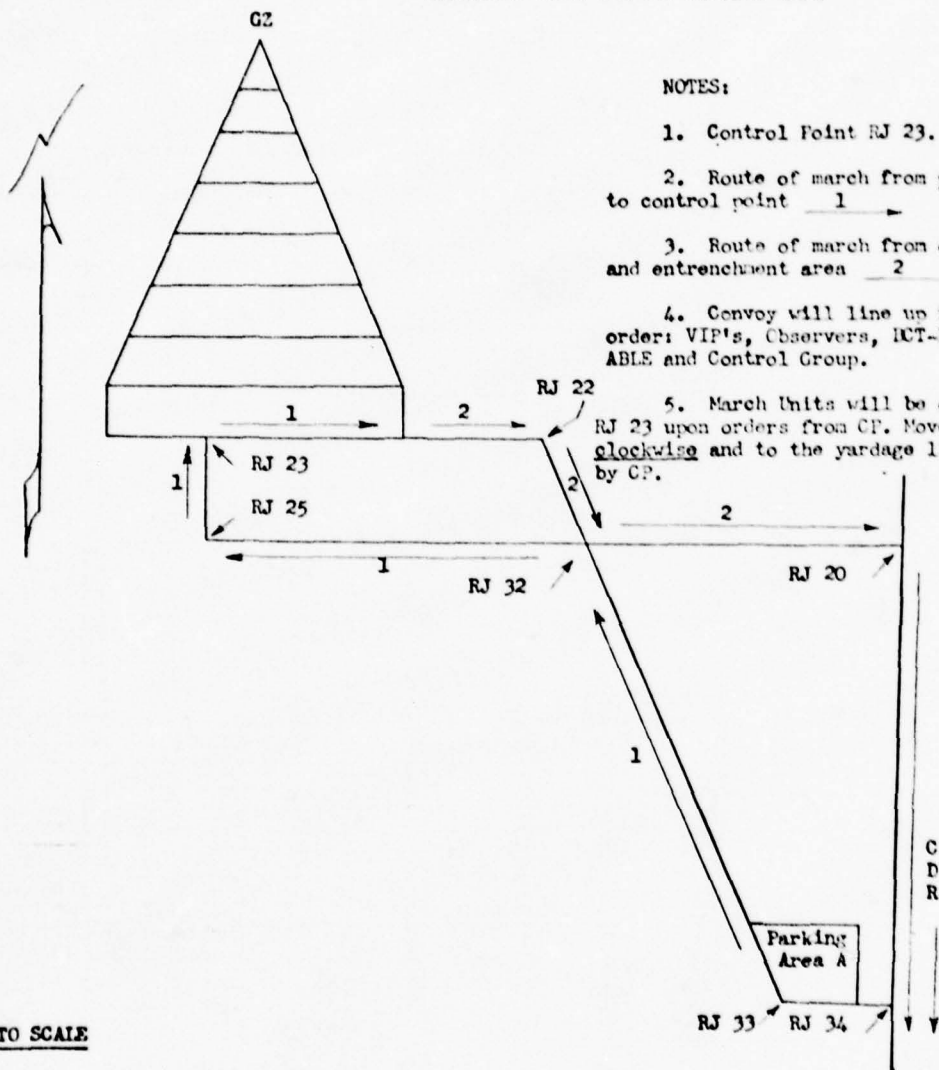 GZ
NOTES:
1. Control Point RJ 23.
2. Route of march from
to control point 1
3. Route of march from
and entrenchment area 2
4. Convoy will line up
order: VIP's, Observers, BCT-
ABLE and Control Group.
5. March Units will be
RJ 23 upon orders from CP. Move
clockwise and to the yardage
by CP.
RJ 22
1
2
RJ 23
1
RJ 25
2
2
1
RJ 32
RJ 20
1
C
D
R
Parking
Area A
RJ 33
RJ 34
TO SCALE